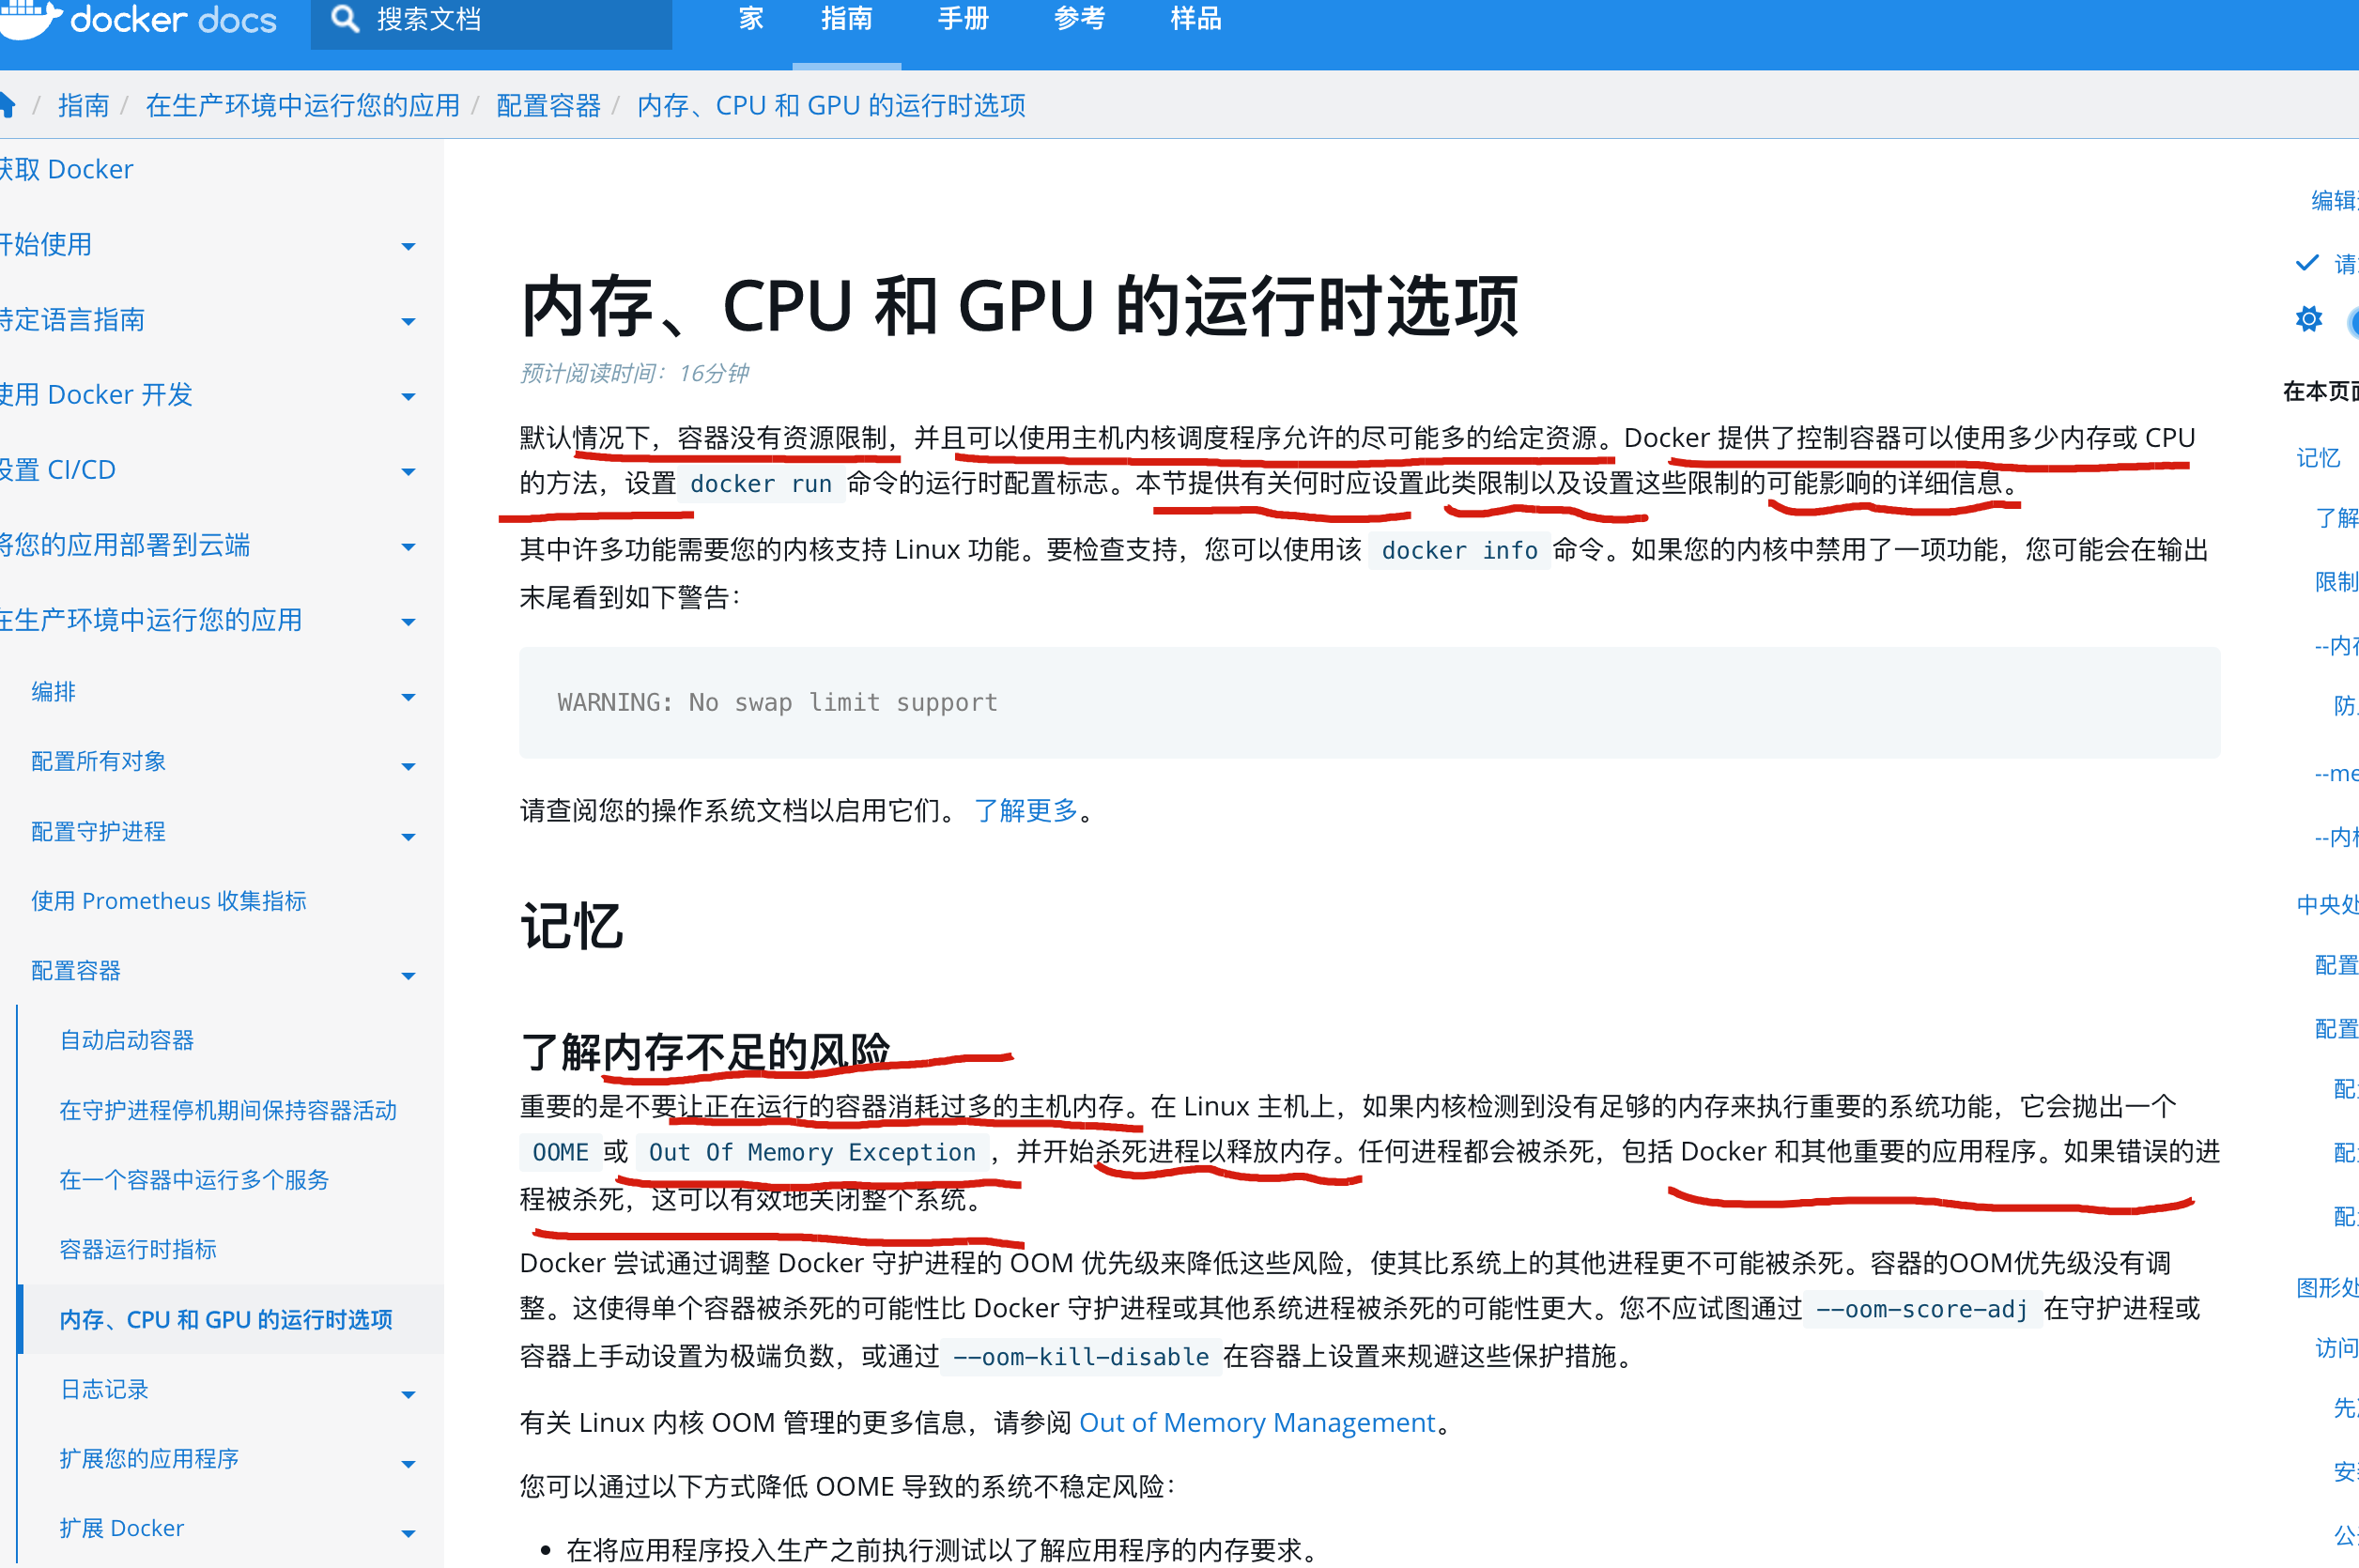 docker docs
搜索文档
家
指南
手册
参考
样品
/ 指南 / 在生产环境中运行您的应用 / 配置容器 / 内存、CPU 和 GPU 的运行时选项
获取 Docker
开始使用
特定语言指南
使用 Docker 开发
设置 CI/CD
将您的应用部署到云端
在生产环境中运行您的应用
编排
配置所有对象
配置守护进程
使用 Prometheus 收集指标
配置容器
自动启动容器
在守护进程停机期间保持容器活动
在一个容器中运行多个服务
容器运行时指标
内存、CPU 和 GPU 的运行时选项
日志记录
扩展您的应用程序
扩展 Docker
内存、CPU 和 GPU 的运行时选项
预计阅读时间：16分钟
默认情况下，容器没有资源限制，并且可以使用主机内核调度程序允许的尽可能多的给定资源。Docker 提供了控制容器可以使用多少内存或 CPU
的方法，设置 docker run 命令的运行时配置标志。本节提供有关何时应设置此类限制以及设置这些限制的可能影响的详细信息。
其中许多功能需要您的内核支持 Linux 功能。要检查支持，您可以使用该 docker info 命令。如果您的内核中禁用了一项功能，您可能会在输出
末尾看到如下警告：
WARNING: No swap limit support
请查阅您的操作系统文档以启用它们。 了解更多。
记忆
了解内存不足的风险
重要的是不要让正在运行的容器消耗过多的主机内存。在 Linux 主机上，如果内核检测到没有足够的内存来执行重要的系统功能，它会抛出一个
OOME 或 Out Of Memory Exception ，并开始杀死进程以释放内存。任何进程都会被杀死，包括 Docker 和其他重要的应用程序。如果错误的进
程被杀死，这可以有效地关闭整个系统。
Docker 尝试通过调整 Docker 守护进程的 OOM 优先级来降低这些风险，使其比系统上的其他进程更不可能被杀死。容器的OOM优先级没有调
整。这使得单个容器被杀死的可能性比 Docker 守护进程或其他系统进程被杀死的可能性更大。您不应试图通过 --oom-score-adj 在守护进程或
容器上手动设置为极端负数，或通过 --oom-kill-disable 在容器上设置来规避这些保护措施。
有关 Linux 内核 OOM 管理的更多信息，请参阅 Out of Memory Management。
您可以通过以下方式降低 OOME 导致的系统不稳定风险：
• 在将应用程序投入生产之前执行测试以了解应用程序的内存要求。
编辑
请
在本页面
记忆
了解
限制
--内存
防
--me
--内核
中央处
配置
配置
配
配
配
图形处
访问
先
安
公